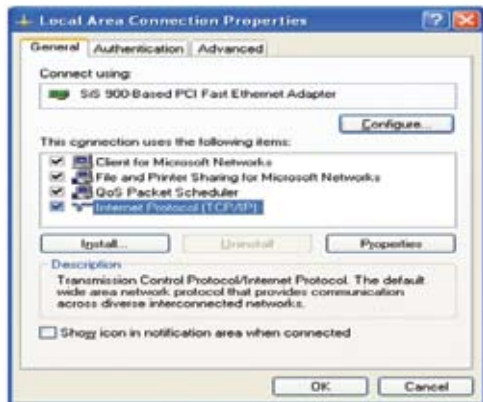 Local Area Connection Properties
General Authentication Advanced
Connect using:
SiS 900-Based PCI Fast Ethernet Adapter
Configure...
This connection uses the following items:
Client for Microsoft Networks
File and Printer Sharing for Microsoft Networks
QoS Packet Scheduler
Internet Protocol (TCP/IP)
Install... Uninstall Properties
Description
Transmission Control Protocol/Internet Protocol. The default
wide area network protocol that provides communication
across diverse interconnected networks.
Show icon in notification area when connected
OK Cancel